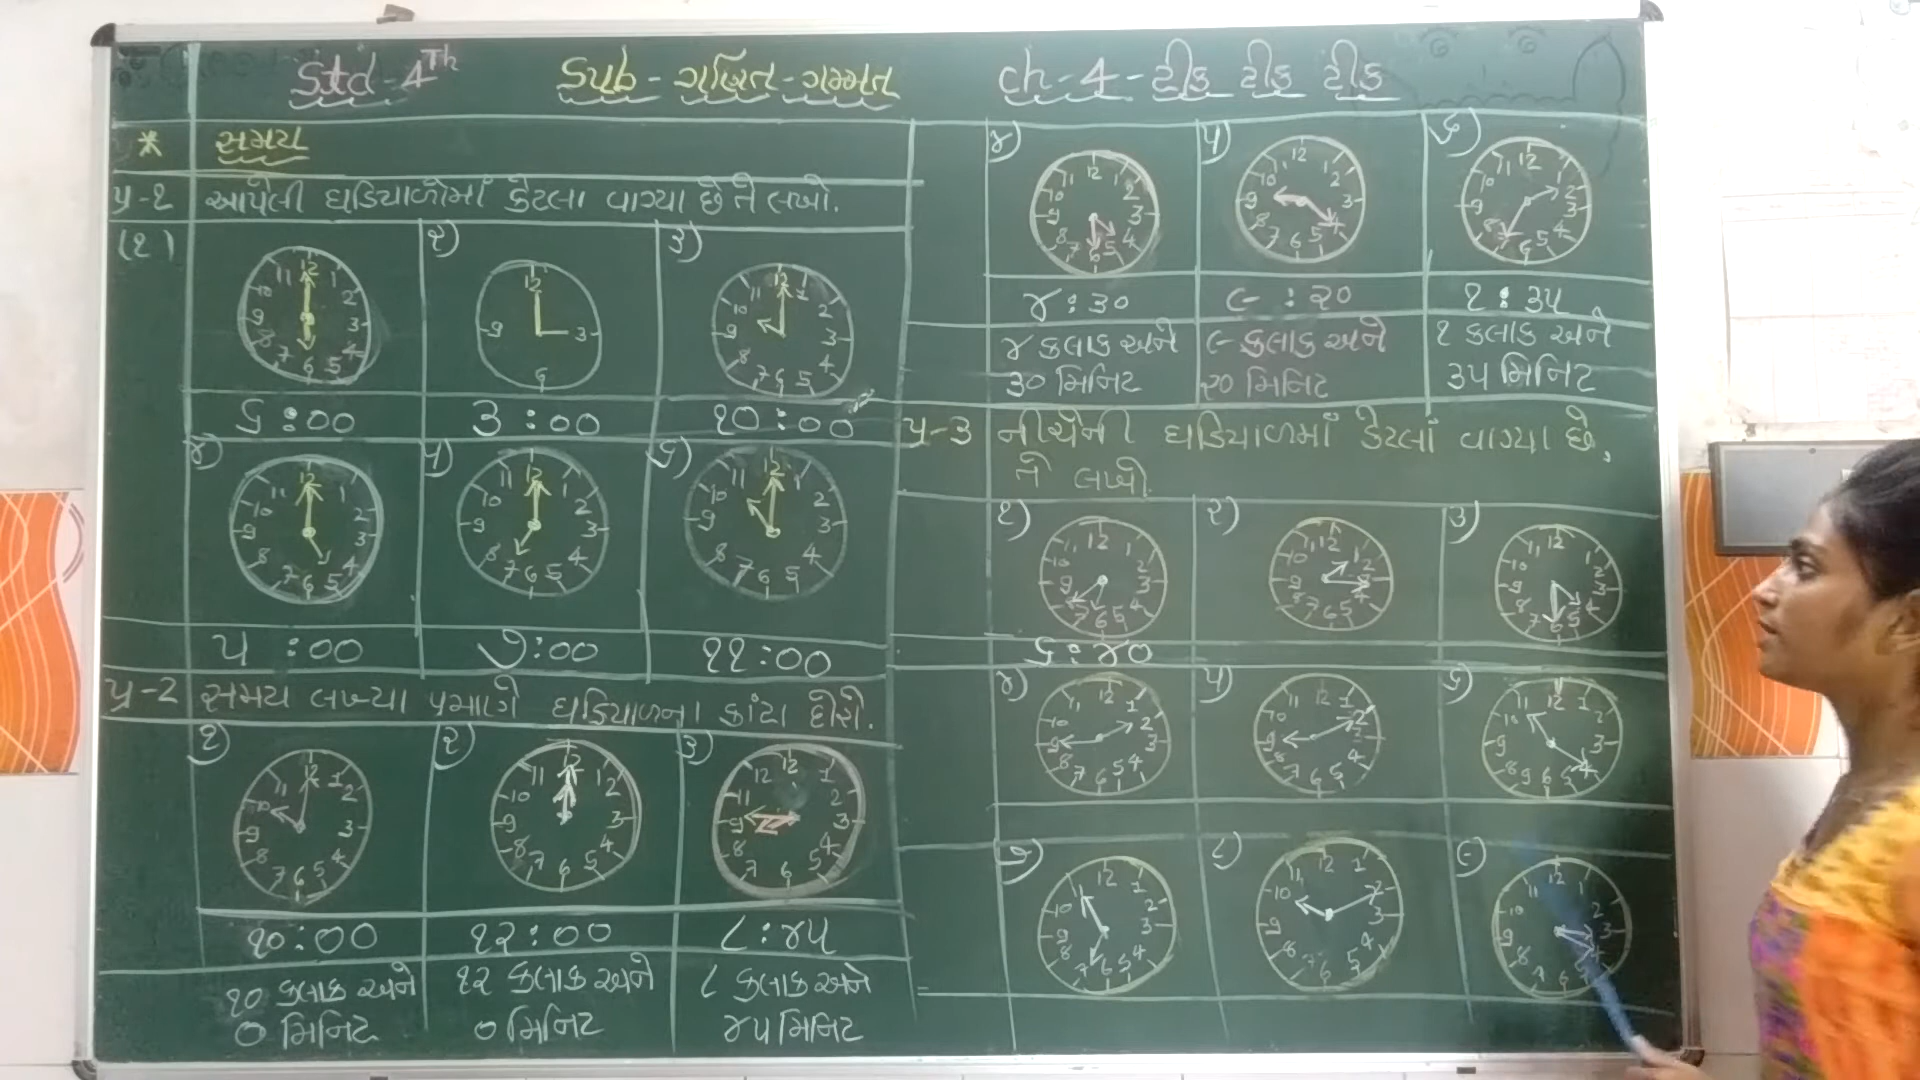 Std-4Th Sub-ગણિત-ગમ્મત ch-4-ટીક ટીક ટીક
* સમય
પ્ર-૧ આપેલી ઘડિયાળોમાં કેટલા વાગ્યા છે તે લખો.
(૧) ૨) ૩)
૬:૦૦ ૩:૦૦ ૧૦:૦૦
૪) ૫) ૬)
૫:૦૦ ૭:૦૦ ૧૧:૦૦
પ્ર-2 સમય લખ્યા પ્રમાણે ઘડિયાળના કાંટા દોરો.
૧) ૨) ૩)
૧૦:૦૦ ૧૨:૦૦ ૮:૪૫
૧૦ કલાક અને ૧૨ કલાક અને ૮ કલાક અને
૦ મિનિટ ૦ મિનિટ ૪૫ મિનિટ
૪) ૫) ૬)
૪:૩૦ ૯:૨૦ ૧:૩૫
૪ કલાક અને ૯ કલાક અને ૧ કલાક અને
૩૦ મિનિટ ૨૦ મિનિટ ૩૫ મિનિટ
પ્ર-૩ નીચેની ઘડિયાળમાં કેટલાં વાગ્યા છે,
તે લખો.
૧) ૨) ૩)
૬:૪૦
૪) ૫) ૬)
૭) ૮) ૯)